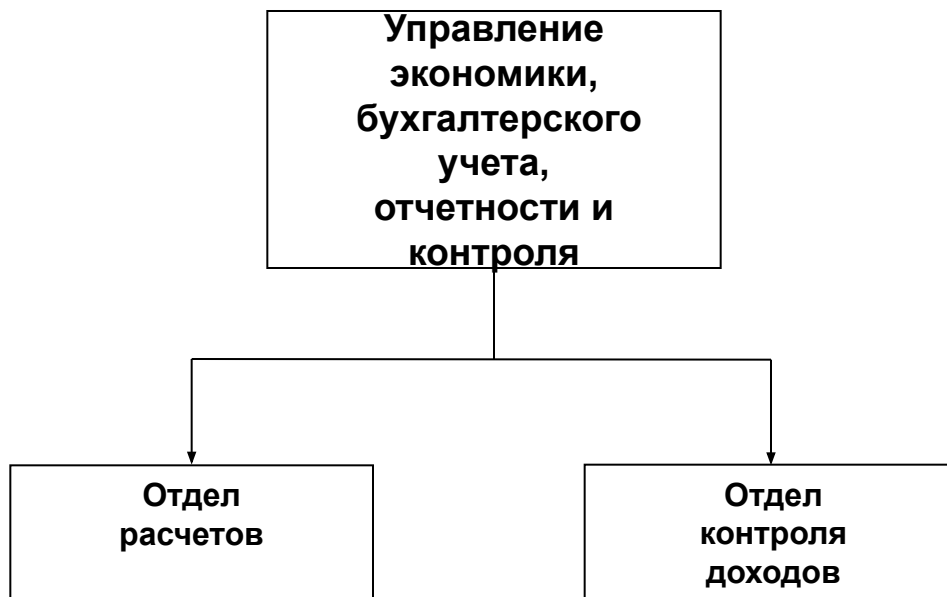 Управление
экономики,
бухгалтерского
учета,
отчетности и
контроля
Отдел
расчетов
Отдел
контроля
доходов